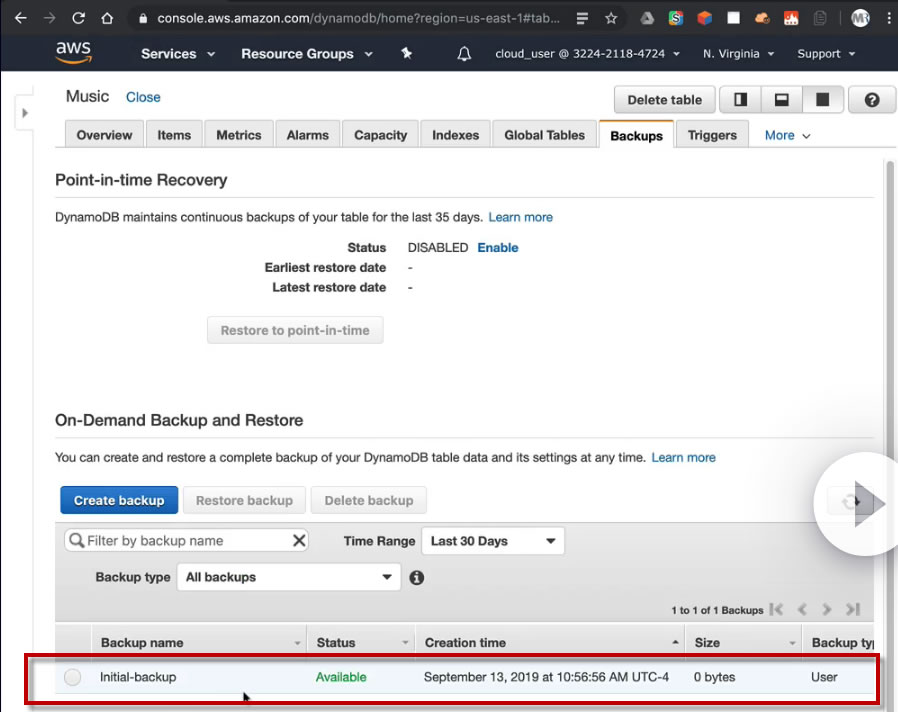 console.aws.amazon.com/dynamodb/home?region=us-east-1#tab...
MR
aws Services Resource Groups cloud_user @ 3224-2118-4724 N. Virginia Support
Music Close Delete table
Overview Items Metrics Alarms Capacity Indexes Global Tables Backups Triggers More
Point-in-time Recovery
DynamoDB maintains continuous backups of your table for the last 35 days. Learn more
Status DISABLED Enable
Earliest restore date -
Latest restore date -
Restore to point-in-time
On-Demand Backup and Restore
You can create and restore a complete backup of your DynamoDB table data and its settings at any time. Learn more
Create backup Restore backup Delete backup
Filter by backup name Time Range Last 30 Days
Backup type All backups
1 to 1 of 1 Backups
Backup name Status Creation time Size Backup
Initial-backup Available September 13, 2019 at 10:56:56 AM UTC-4 0 bytes User